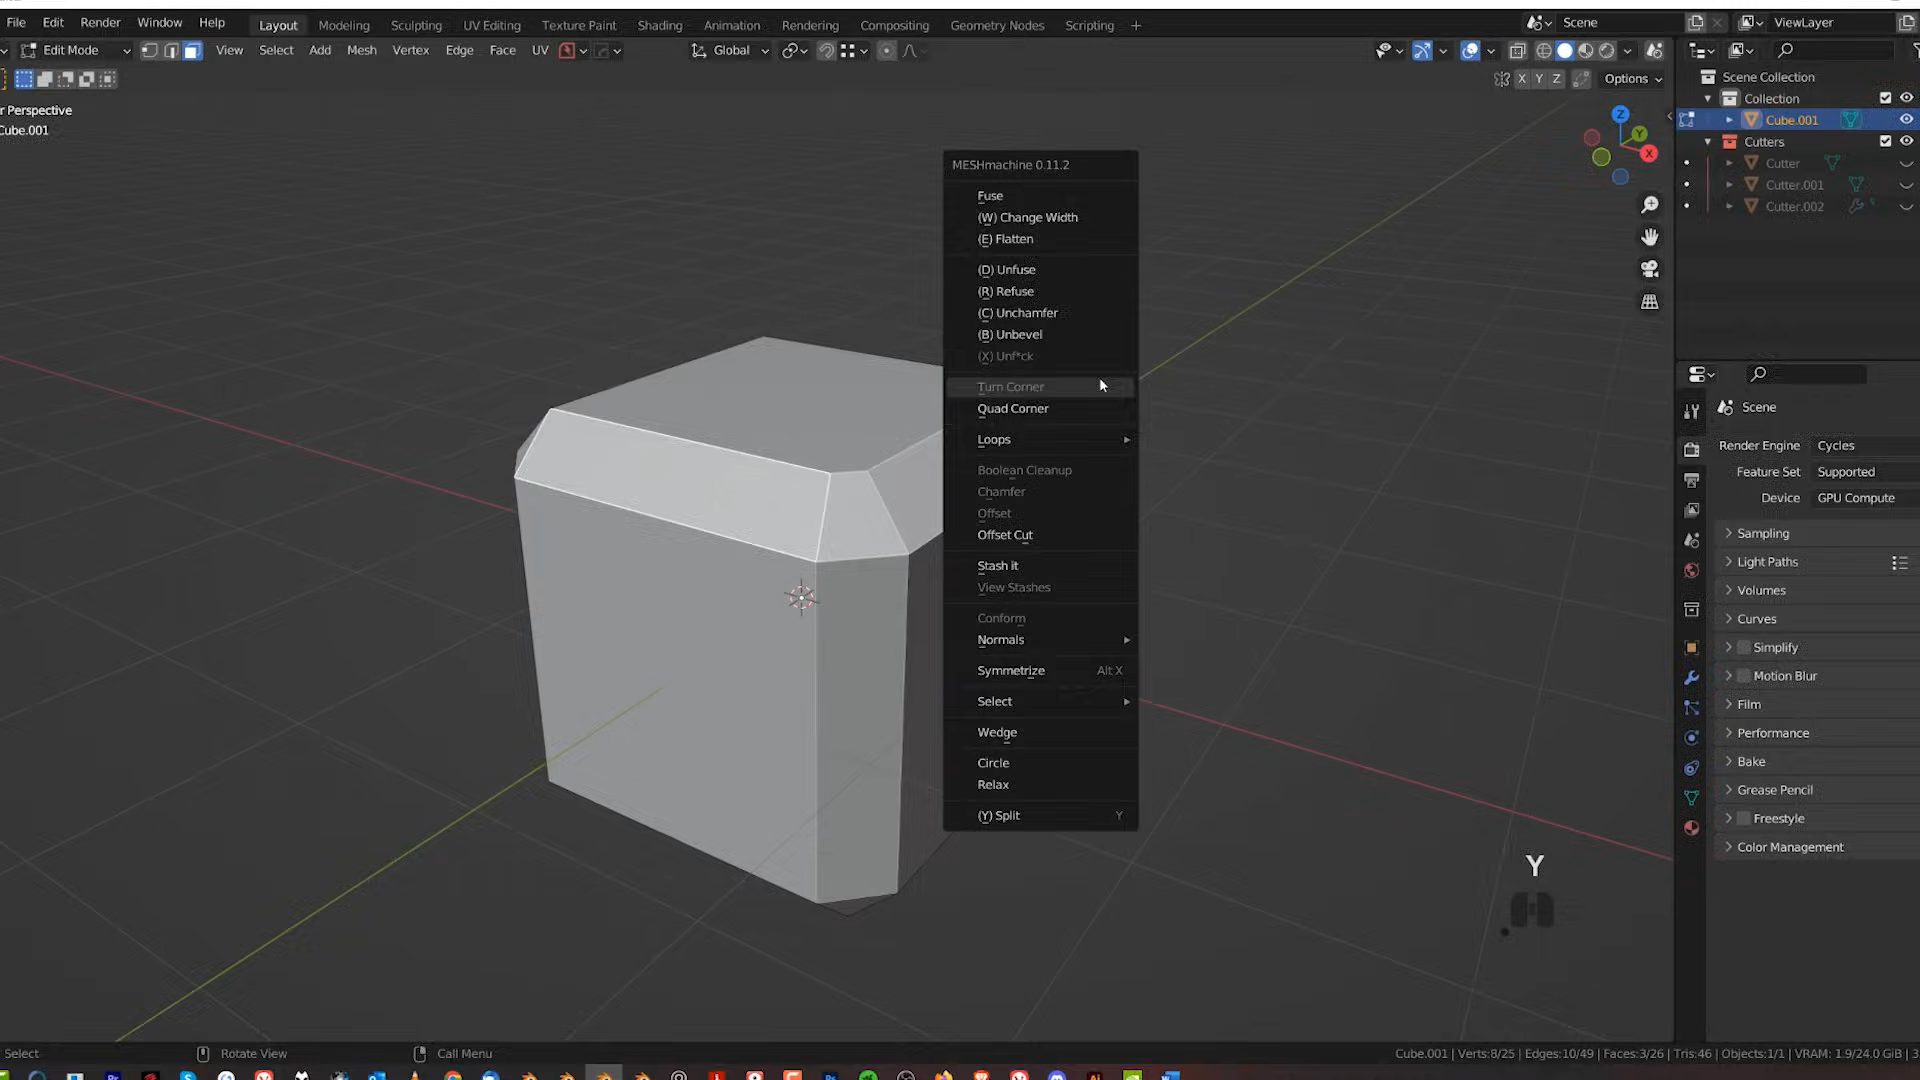 File Edit Render Window Help Layout Modeling Sculpting UV Editing Texture Paint Shading Animation Rendering Compositing Geometry Nodes Scripting + Scene ViewLayer
Edit Mode View Select Add Mesh Vertex Edge Face UV Global
X Y Z Options
r Perspective
Cube.001
Z
Y
X
Scene Collection
Collection
Cube.001
Cutters
Cutter
Cutter.001
Cutter.002
MESHmachine 0.11.2
Fuse
(W) Change Width
(E) Flatten
(D) Unfuse
(R) Refuse
(C) Unchamfer
(B) Unbevel
(X) Unf*ck
Turn Corner
Quad Corner
Loops
Boolean Cleanup
Chamfer
Offset
Offset Cut
Stash it
View Stashes
Conform
Normals
Symmetrize Alt X
Select
Wedge
Circle
Relax
(Y) Split Y
Scene
Render Engine Cycles
Feature Set Supported
Device GPU Compute
Sampling
Light Paths
Volumes
Curves
Simplify
Motion Blur
Film
Performance
Bake
Grease Pencil
Freestyle
Color Management
Y
Select Rotate View Call Menu Cube.001 | Verts:8/25 | Edges:10/49 | Faces:3/26 | Tris:46 | Objects:1/1 | VRAM: 1.9/24.0 GiB | 3